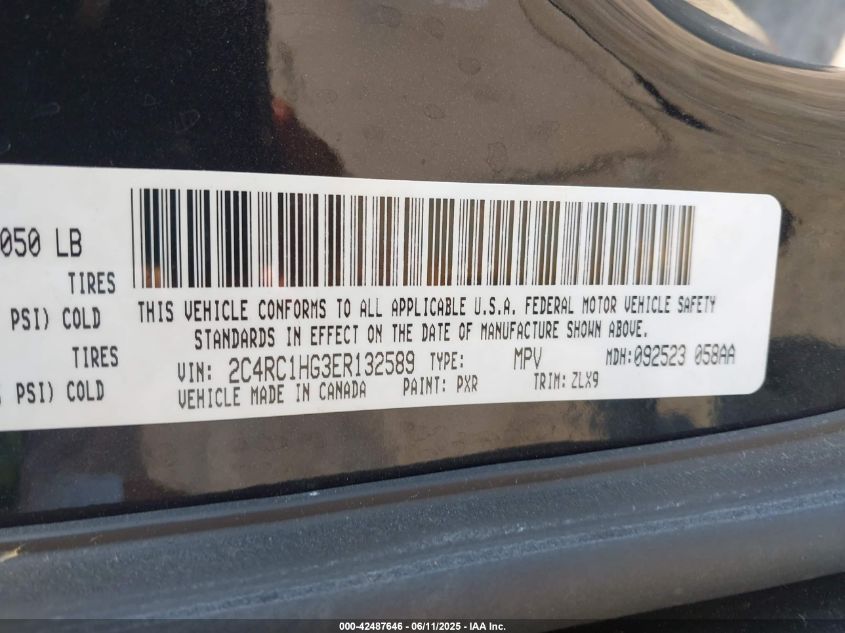 050 LB
TIRES
PSI) COLD
TIRES
PSI) COLD
THIS VEHICLE CONFORMS TO ALL APPLICABLE U.S.A. FEDERAL MOTOR VEHICLE SAFETY
STANDARDS IN EFFECT ON THE DATE OF MANUFACTURE SHOWN ABOVE.
VIN: 2C4RC1HG3ER132589 TYPE: MPV MDH:092523 058AA
VEHICLE MADE IN CANADA PAINT: PXR TRIM: ZLX9
000-42487646 - 06/11/2025 - IAA Inc.